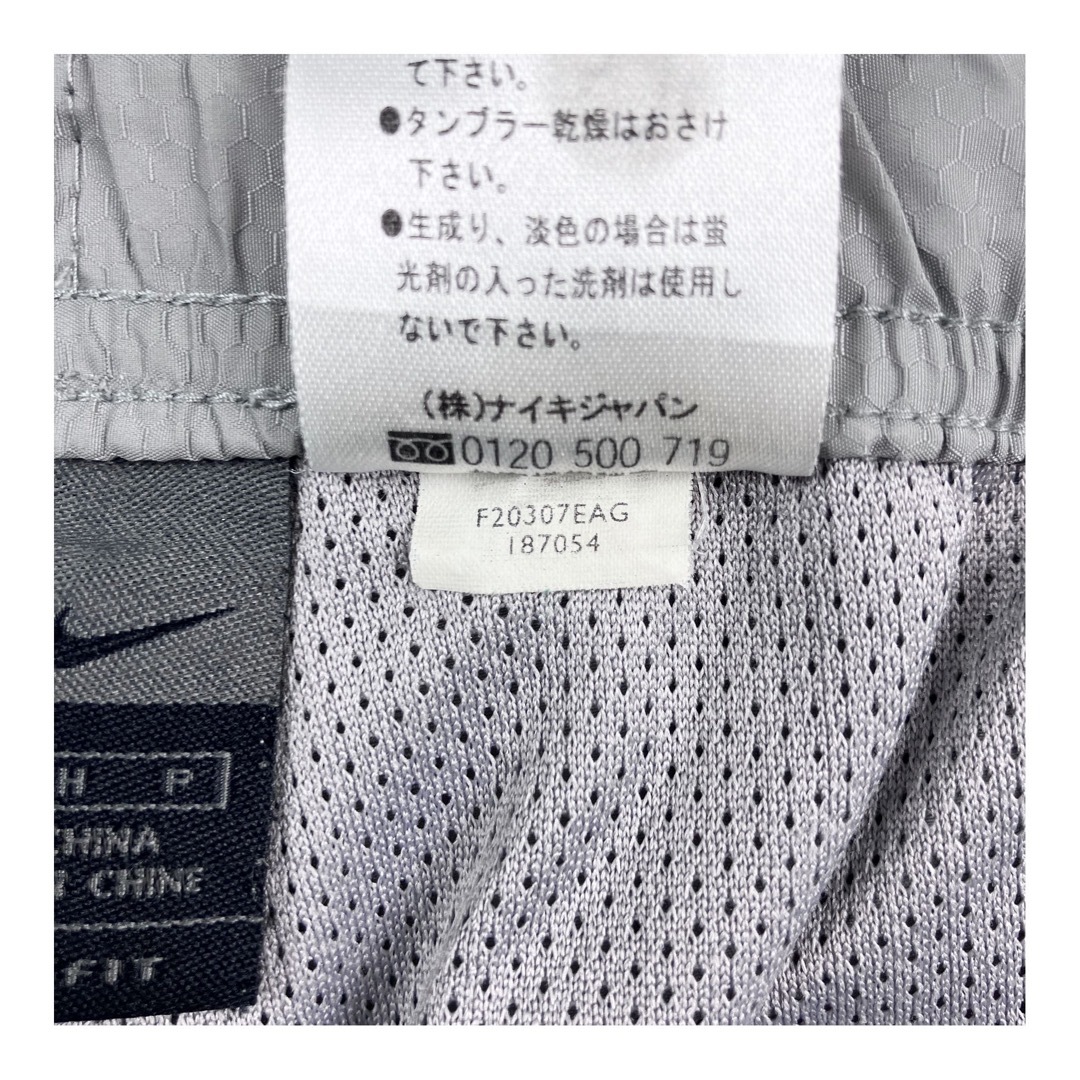 て下さい。
●タンブラー乾燥はおさけ
下さい。
●生成り、淡色の場合は蛍
光剤の入った洗剤は使用し
ないで下さい。
(株)ナイキジャパン
0120 500 719
F20307EAG
187054
H P
CHINA
CHINE
FIT